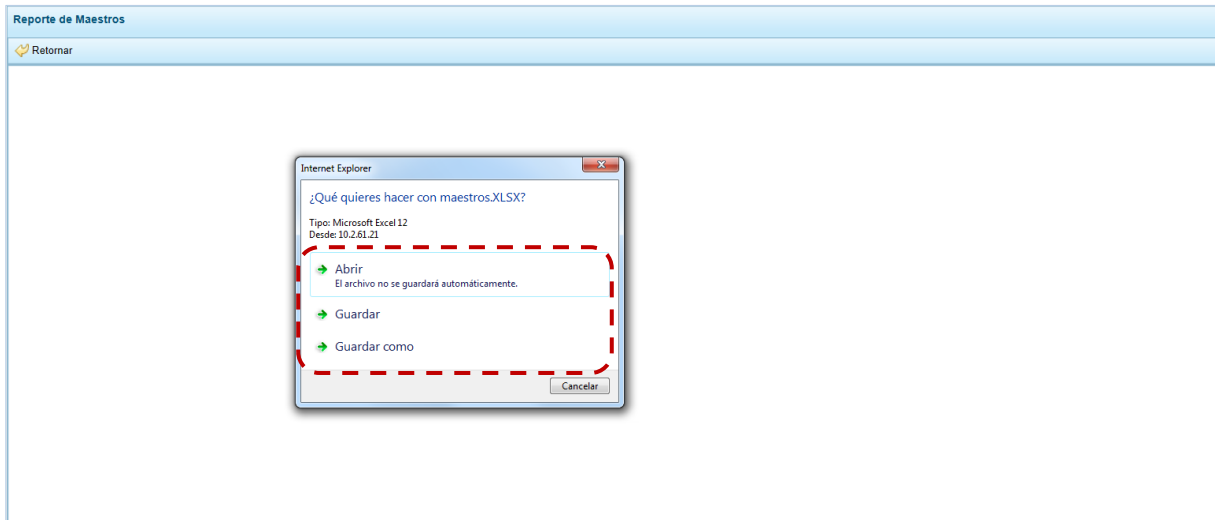 Reporte de Maestros
Retornar
Internet Explorer
¿Qué quieres hacer con maestros.XLSX?
Tipo: Microsoft Excel 12
Desde: 10.2.61.21
Abrir
El archivo no se guardará automáticamente.
Guardar
Guardar como
Cancelar